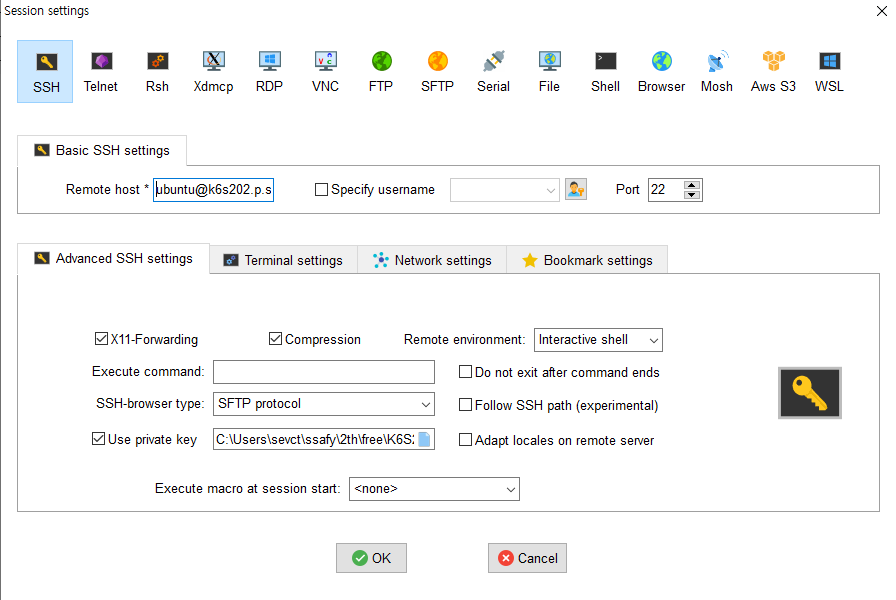 Session settings
SSH Telnet Rsh Xdmcp RDP VNC FTP SFTP Serial File Shell Browser Mosh Aws S3 WSL
Basic SSH settings
Remote host * ubuntu@k6s202.p.s Specify username Port 22
Advanced SSH settings Terminal settings Network settings Bookmark settings
X11-Forwarding Compression Remote environment: Interactive shell
Execute command: Do not exit after command ends
SSH-browser type: SFTP protocol Follow SSH path (experimental)
Use private key C:\Users\sevct\ssafy\2th\free\K6S2 Adapt locales on remote server
Execute macro at session start: <none>
OK Cancel